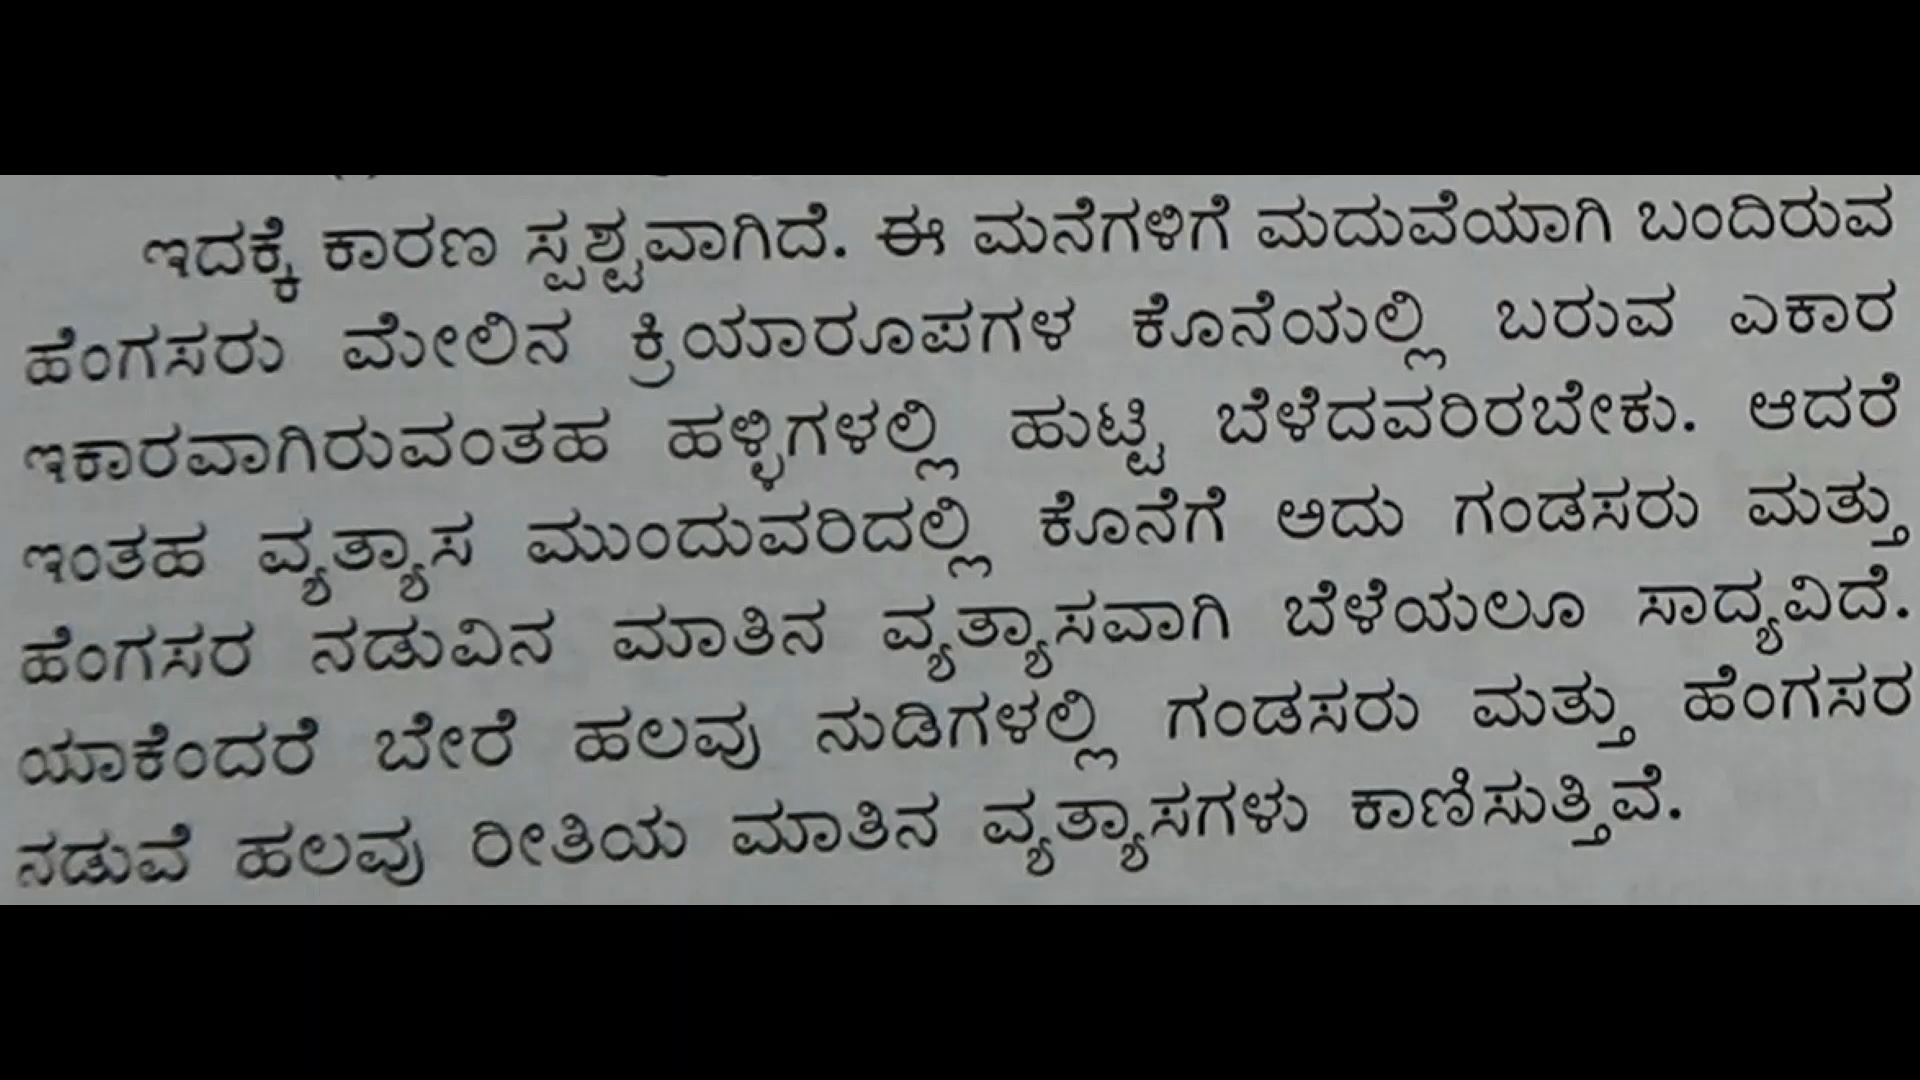 ಇದಕ್ಕೆ ಕಾರಣ ಸ್ಪಶ್ಟವಾಗಿದೆ. ಈ ಮನೆಗಳಿಗೆ ಮದುವೆಯಾಗಿ ಬಂದಿರುವ
ಹೆಂಗಸರು ಮೇಲಿನ ಕ್ರಿಯಾರೂಪಗಳ ಕೊನೆಯಲ್ಲಿ ಬರುವ ಎಕಾರ
ಇಕಾರವಾಗಿರುವಂತಹ ಹಳ್ಳಿಗಳಲ್ಲಿ ಹುಟ್ಟಿ ಬೆಳೆದವರಿರಬೇಕು. ಆದರೆ
ಇಂತಹ ವ್ಯತ್ಯಾಸ ಮುಂದುವರಿದಲ್ಲಿ ಕೊನೆಗೆ ಅದು ಗಂಡಸರು ಮತ್ತು
ಹೆಂಗಸರ ನಡುವಿನ ಮಾತಿನ ವ್ಯತ್ಯಾಸವಾಗಿ ಬೆಳೆಯಲೂ ಸಾದ್ಯವಿದೆ.
ಯಾಕೆಂದರೆ ಬೇರೆ ಹಲವು ನುಡಿಗಳಲ್ಲಿ ಗಂಡಸರು ಮತ್ತು ಹೆಂಗಸರ
ನಡುವೆ ಹಲವು ರೀತಿಯ ಮಾತಿನ ವ್ಯತ್ಯಾಸಗಳು ಕಾಣಿಸುತ್ತಿವೆ.